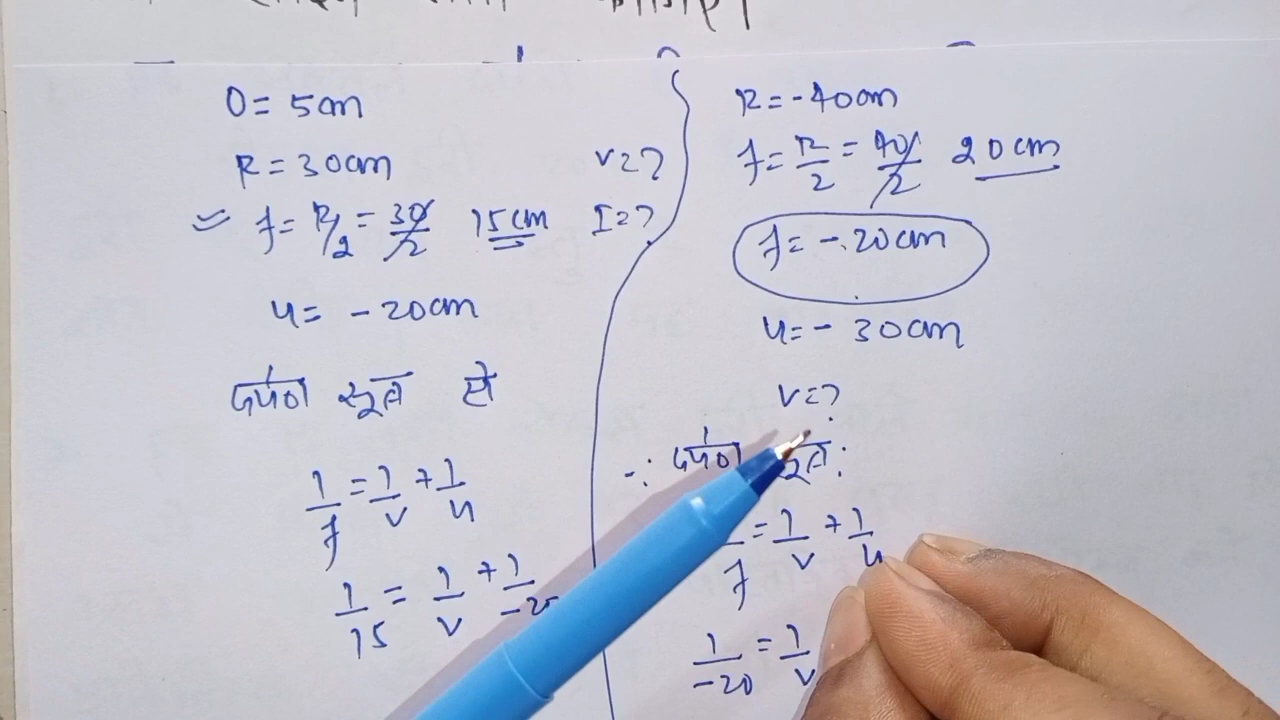 O = 5cm
R = 30cm
v = ?
f = R/2 = 30/2 15cm
I = ?
u = - 20cm
दर्पण सूत्र से
1/f = 1/v + 1/u
1/15 = 1/v + 1/-20
R = - 40cm
f = R/2 = 40/2 20cm
f = - 20cm
u = - 30cm
v = ?
∴ दर्पण
/f = 1/v + 1/u
1/-20 = 1/v